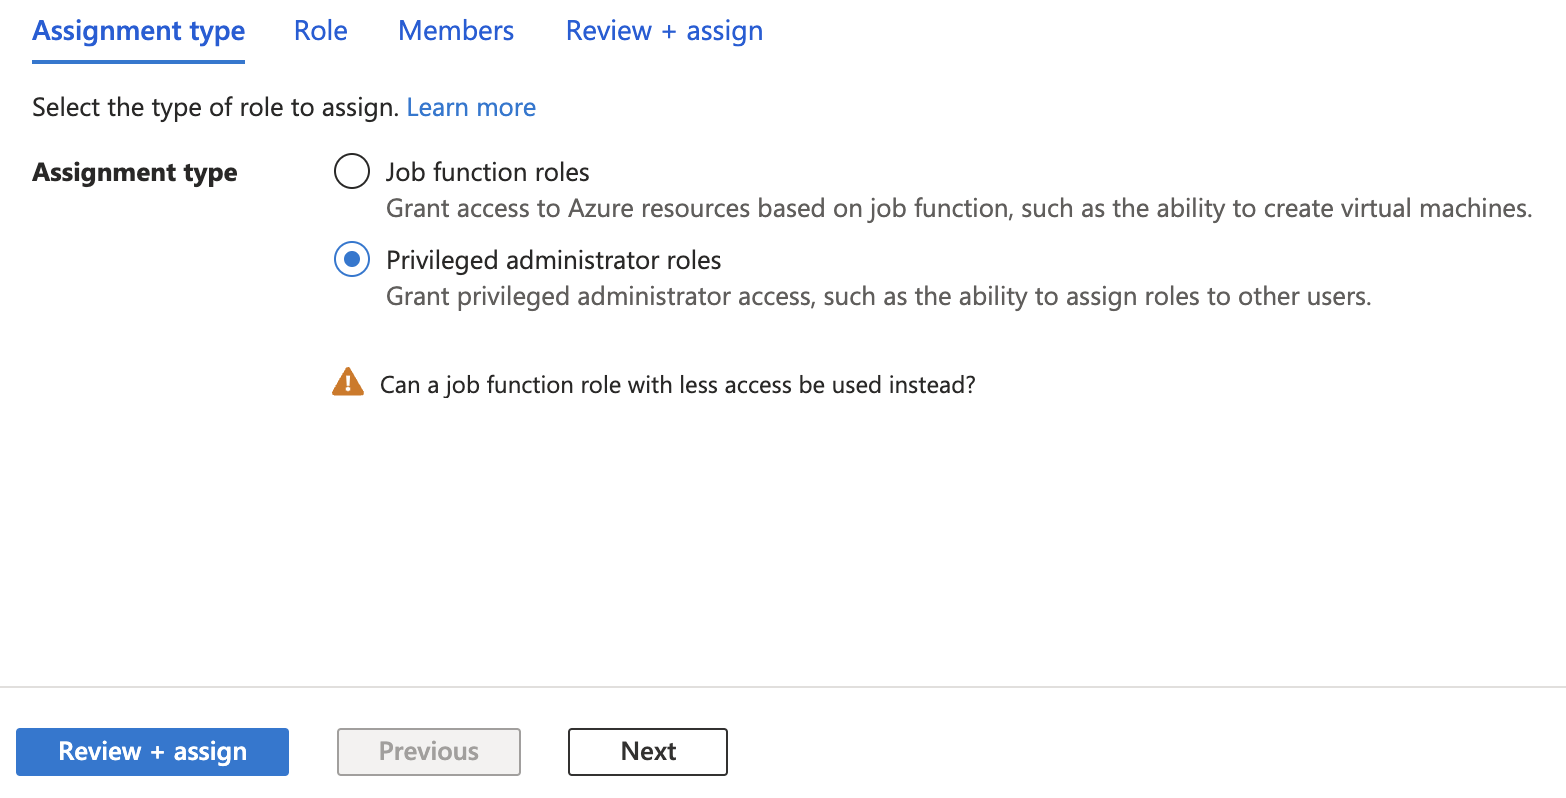 Assignment type Role Members Review + assign
Select the type of role to assign. Learn more
Assignment type
Job function roles
Grant access to Azure resources based on job function, such as the ability to create virtual machines.
Privileged administrator roles
Grant privileged administrator access, such as the ability to assign roles to other users.
Can a job function role with less access be used instead?
Review + assign Previous Next